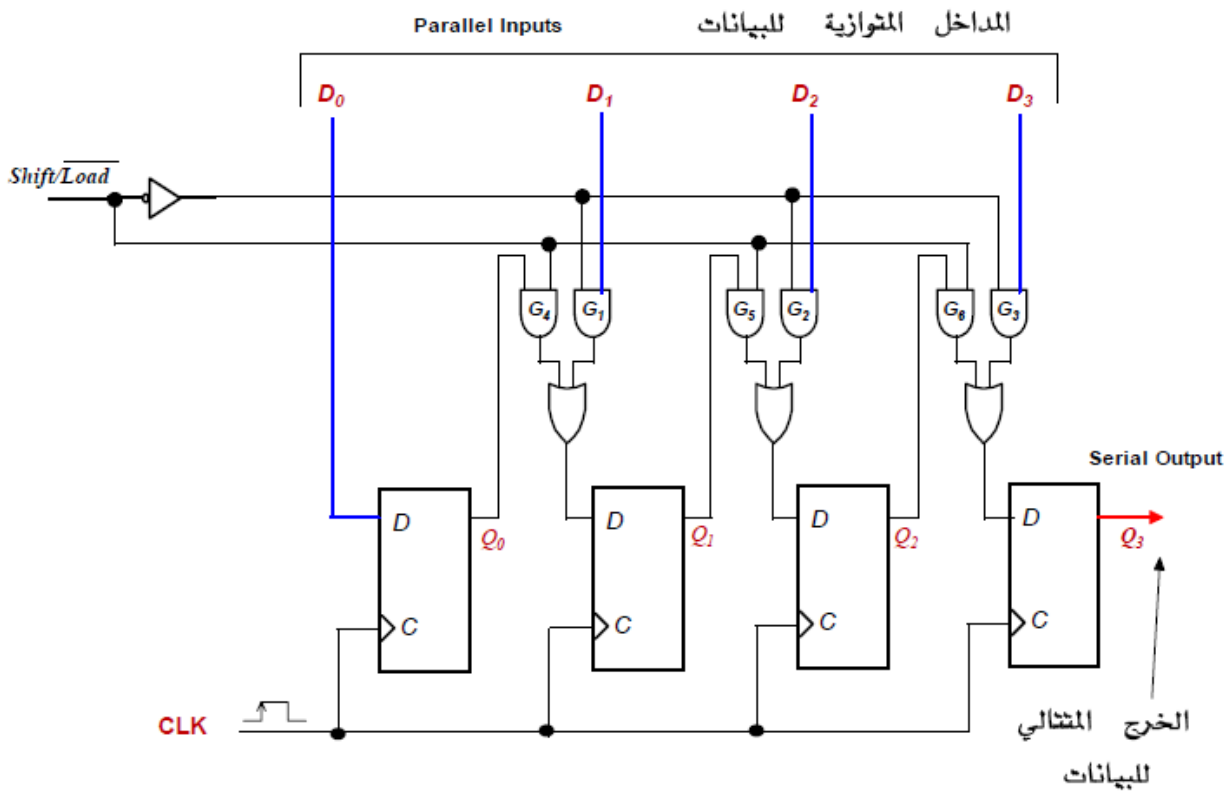 Parallel Inputs المداخل المتوازية للبيانات
D0 D1 D2 D3
Shift/Load
G4 G1 G5 G2 G6 G3
Serial Output
D Q0 D Q1 D Q2 D Q3
C C C C
CLK
الخرج المتتالي
للبيانات